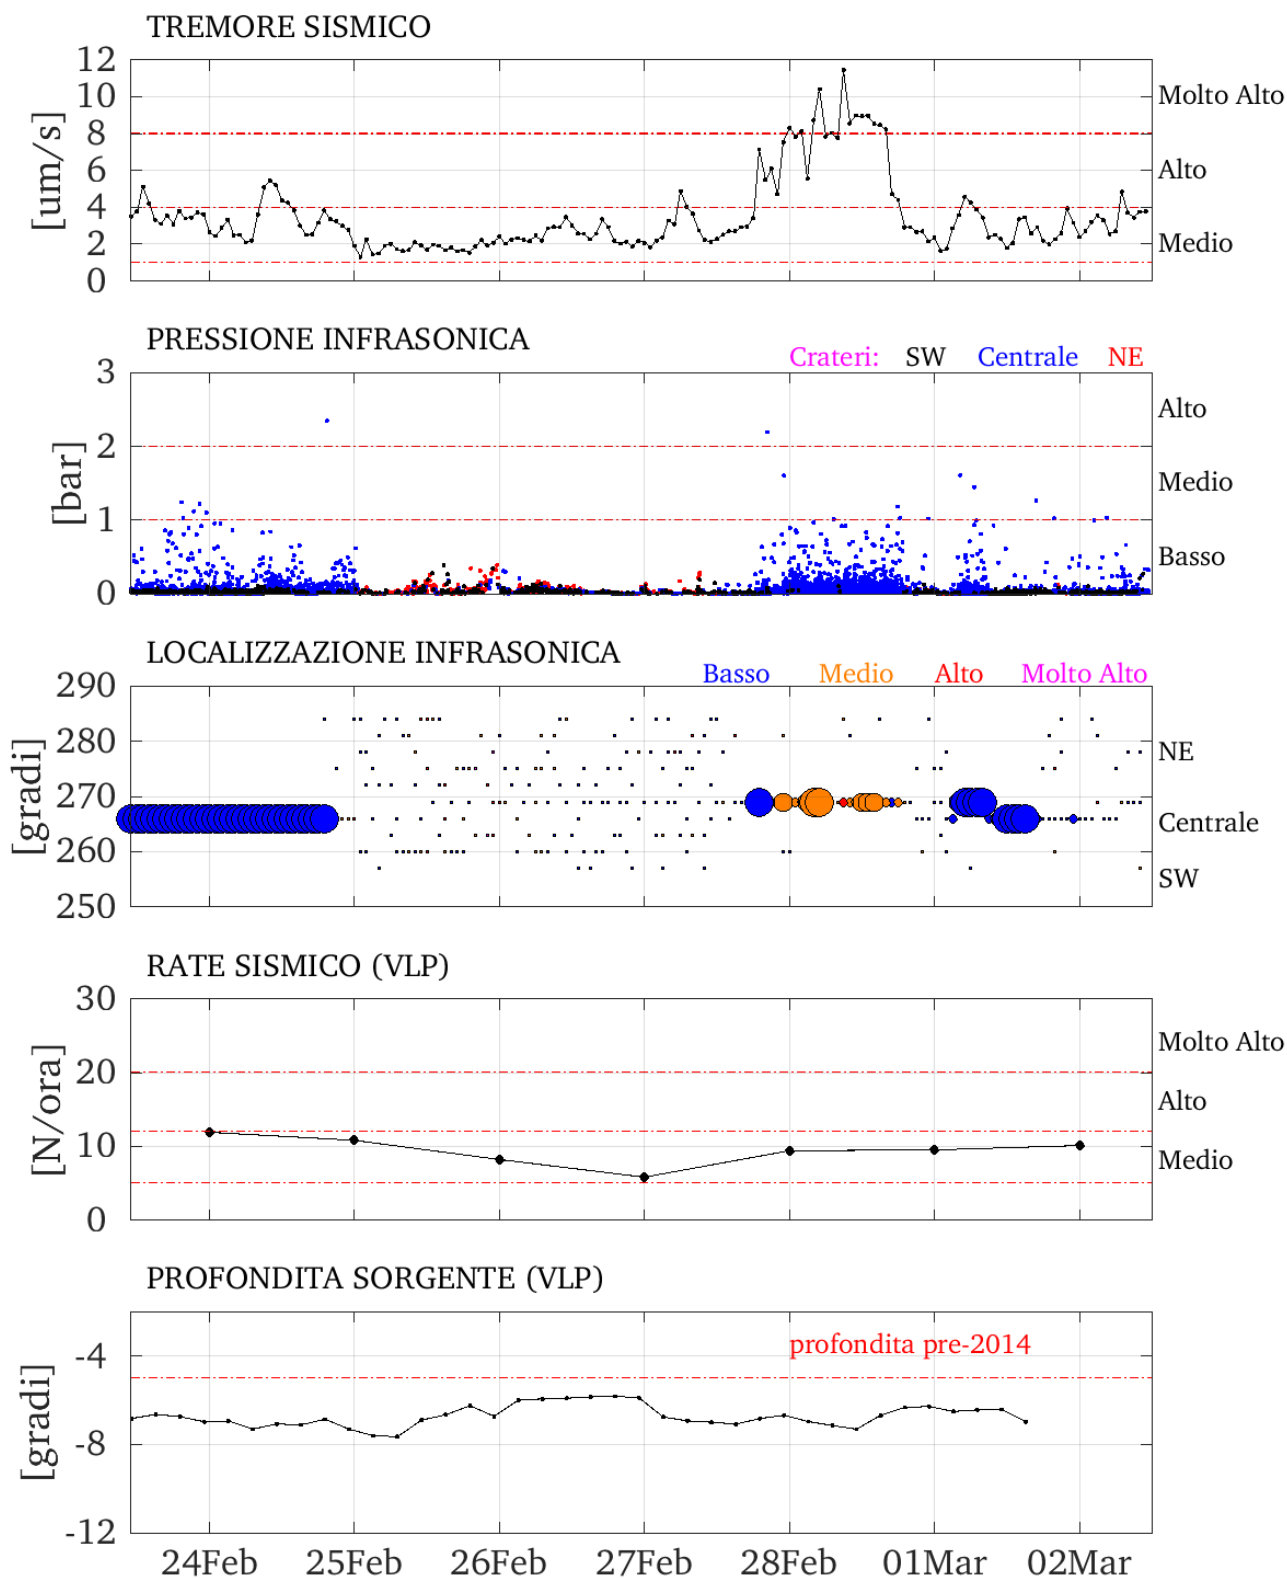 TREMORE SISMICO
12
10
8
6
4
2
0
[um/s]
Molto Alto
Alto
Medio
PRESSIONE INFRASONICA
Crateri: SW Centrale NE
3
2
1
0
[bar]
Alto
Medio
Basso
LOCALIZZAZIONE INFRASONICA
Basso Medio Alto Molto Alto
290
280
270
260
250
[gradi]
NE
Centrale
SW
RATE SISMICO (VLP)
30
20
10
0
[N/ora]
Molto Alto
Alto
Medio
PROFONDITA SORGENTE (VLP)
profondita pre-2014
-4
-8
-12
[gradi]
24Feb 25Feb 26Feb 27Feb 28Feb 01Mar 02Mar